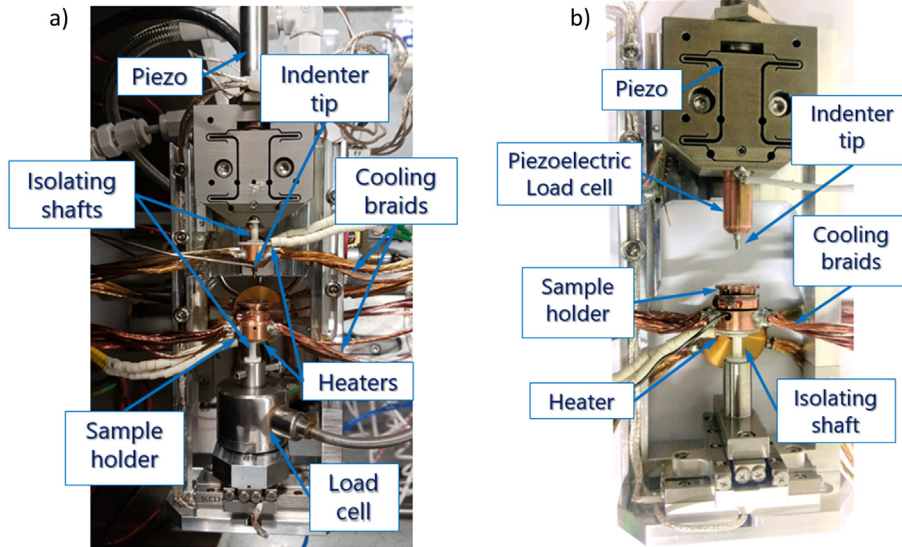 a)
Piezo
Indenter
tip
Isolating
shafts
Cooling
braids
Heaters
Sample
holder
Load
cell
b)
Piezo
Indenter
tip
Piezoelectric
Load cell
Cooling
braids
Sample
holder
Heater
Isolating
shaft